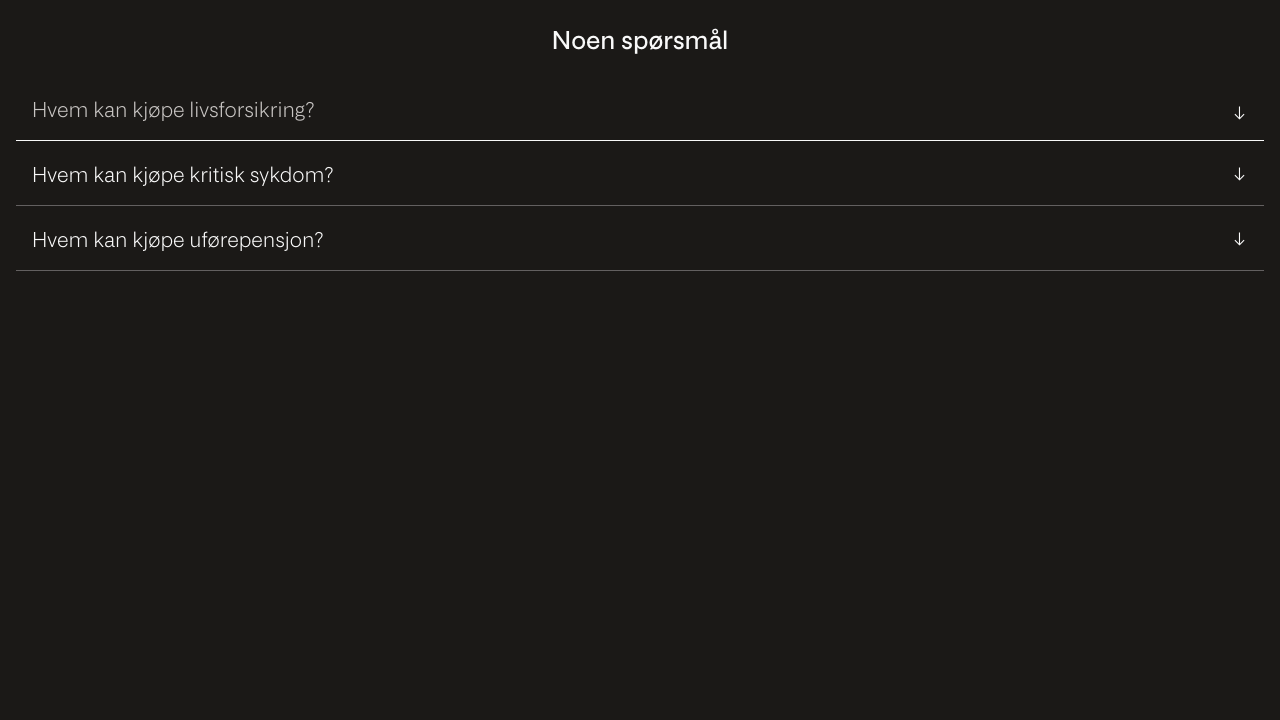 Noen spørsmål
Hvem kan kjøpe livsforsikring?
Hvem kan kjøpe kritisk sykdom?
Hvem kan kjøpe uførepensjon?